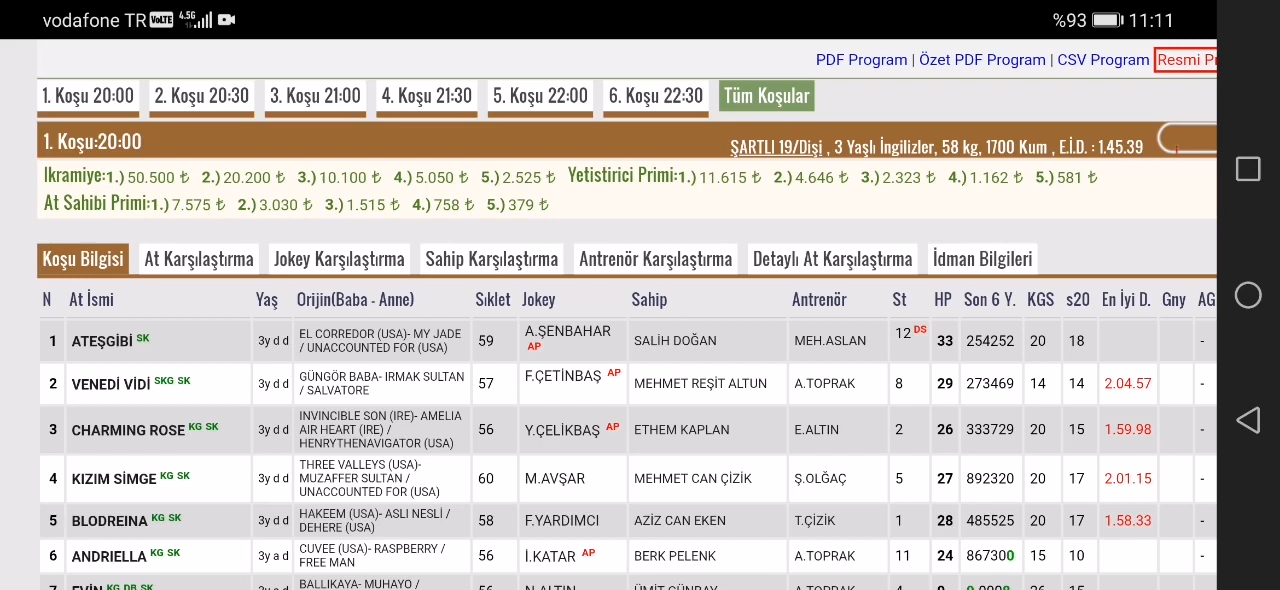 vodafone TR VoLTE 4.5G %93 11:11
PDF Program | Özet PDF Program | CSV Program Resmi Pr
1. Koşu 20:00 2. Koşu 20:30 3. Koşu 21:00 4. Koşu 21:30 5. Koşu 22:00 6. Koşu 22:30 Tüm Koşular
1. Koşu:20:00 ŞARTLI 19/Dişi , 3 Yaşlı İngilizler, 58 kg, 1700 Kum , E.İ.D. : 1.45.39
Ikramiye:1.) 50.500 ₺ 2.) 20.200 ₺ 3.) 10.100 ₺ 4.) 5.050 ₺ 5.) 2.525 ₺ Yetistirici Primi:1.) 11.615 ₺ 2.) 4.646 ₺ 3.) 2.323 ₺ 4.) 1.162 ₺ 5.) 581 ₺
At Sahibi Primi:1.) 7.575 ₺ 2.) 3.030 ₺ 3.) 1.515 ₺ 4.) 758 ₺ 5.) 379 ₺
Koşu Bilgisi At Karşılaştırma Jokey Karşılaştırma Sahip Karşılaştırma Antrenör Karşılaştırma Detaylı At Karşılaştırma İdman Bilgileri
N At İsmi Yaş Orijin(Baba - Anne) Sıklet Jokey Sahip Antrenör St HP Son 6 Y. KGS s20 En İyi D. Gny AG
1 ATEŞGİBİ SK 3y d d EL CORREDOR (USA)- MY JADE / UNACCOUNTED FOR (USA) 59 A.ŞENBAHAR AP SALİH DOĞAN MEH.ASLAN 12 DS 33 254252 20 18 -
2 VENEDİ VİDİ SKG SK 3y d d GÜNGÖR BABA- IRMAK SULTAN / SALVATORE 57 F.ÇETİNBAŞ AP MEHMET REŞİT ALTUN A.TOPRAK 8 29 273469 14 14 2.04.57 -
3 CHARMING ROSE KG SK 3y d d INVINCIBLE SON (IRE)- AMELIA AIR HEART (IRE) / HENRYTHENAVIGATOR (USA) 56 Y.ÇELİKBAŞ AP ETHEM KAPLAN E.ALTIN 2 26 333729 20 15 1.59.98 -
4 KIZIM SİMGE KG SK 3y d d THREE VALLEYS (USA)- MUZAFFER SULTAN / UNACCOUNTED FOR (USA) 60 M.AVŞAR MEHMET CAN ÇİZİK Ş.OLĞAÇ 5 27 892320 20 17 2.01.15 -
5 BLODREINA KG SK 3y d d HAKEEM (USA)- ASLI NESLİ / DEHERE (USA) 58 F.YARDIMCI AZİZ CAN EKEN T.ÇİZİK 1 28 485525 20 17 1.58.33 -
6 ANDRIELLA KG SK 3y a d CUVEE (USA)- RASPBERRY / FREE MAN 56 İ.KATAR AP BERK PELENK A.TOPRAK 11 24 867300 15 10 -
BALLIKAYA- MUHAYO /